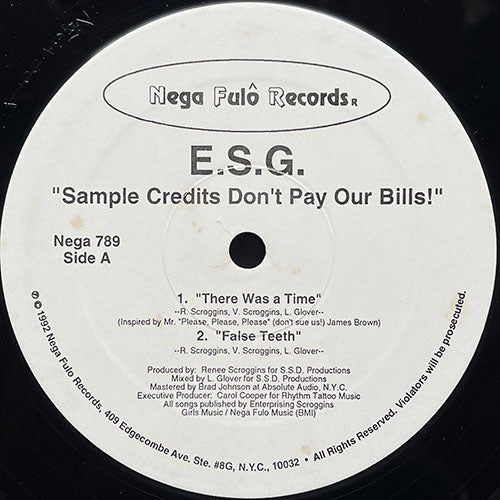 Nega Fulô Records R
E.S.G.
"Sample Credits Don't Pay Our Bills!"
Nega 789
Side A
1. "There Was a Time"
--R. Scroggins, V. Scroggins, L. Glover--
(Inspired by Mr. "Please, Please, Please" (don't sue us!) James Brown)
2. "False Teeth"
--R. Scroggins, V. Scroggins, L. Glover--
Produced by: Renee Scroggins for S.S.D. Productions
Mixed by L. Glover for S.S.D. Productions
Mastered by Brad Johnson at Absolute Audio, N.Y.C.
Executive Producer: Carol Cooper for Rhythm Tattoo Music
All songs published by Enterprising Scroggins
Girls Music / Nega Fulo Music (BMI)
℗ © 1992 Nega Fulo Records, 409 Edgecombe Ave. Ste. #8G, N.Y.C., 10032 • All Rights Reserved. Violators will be prosecuted.